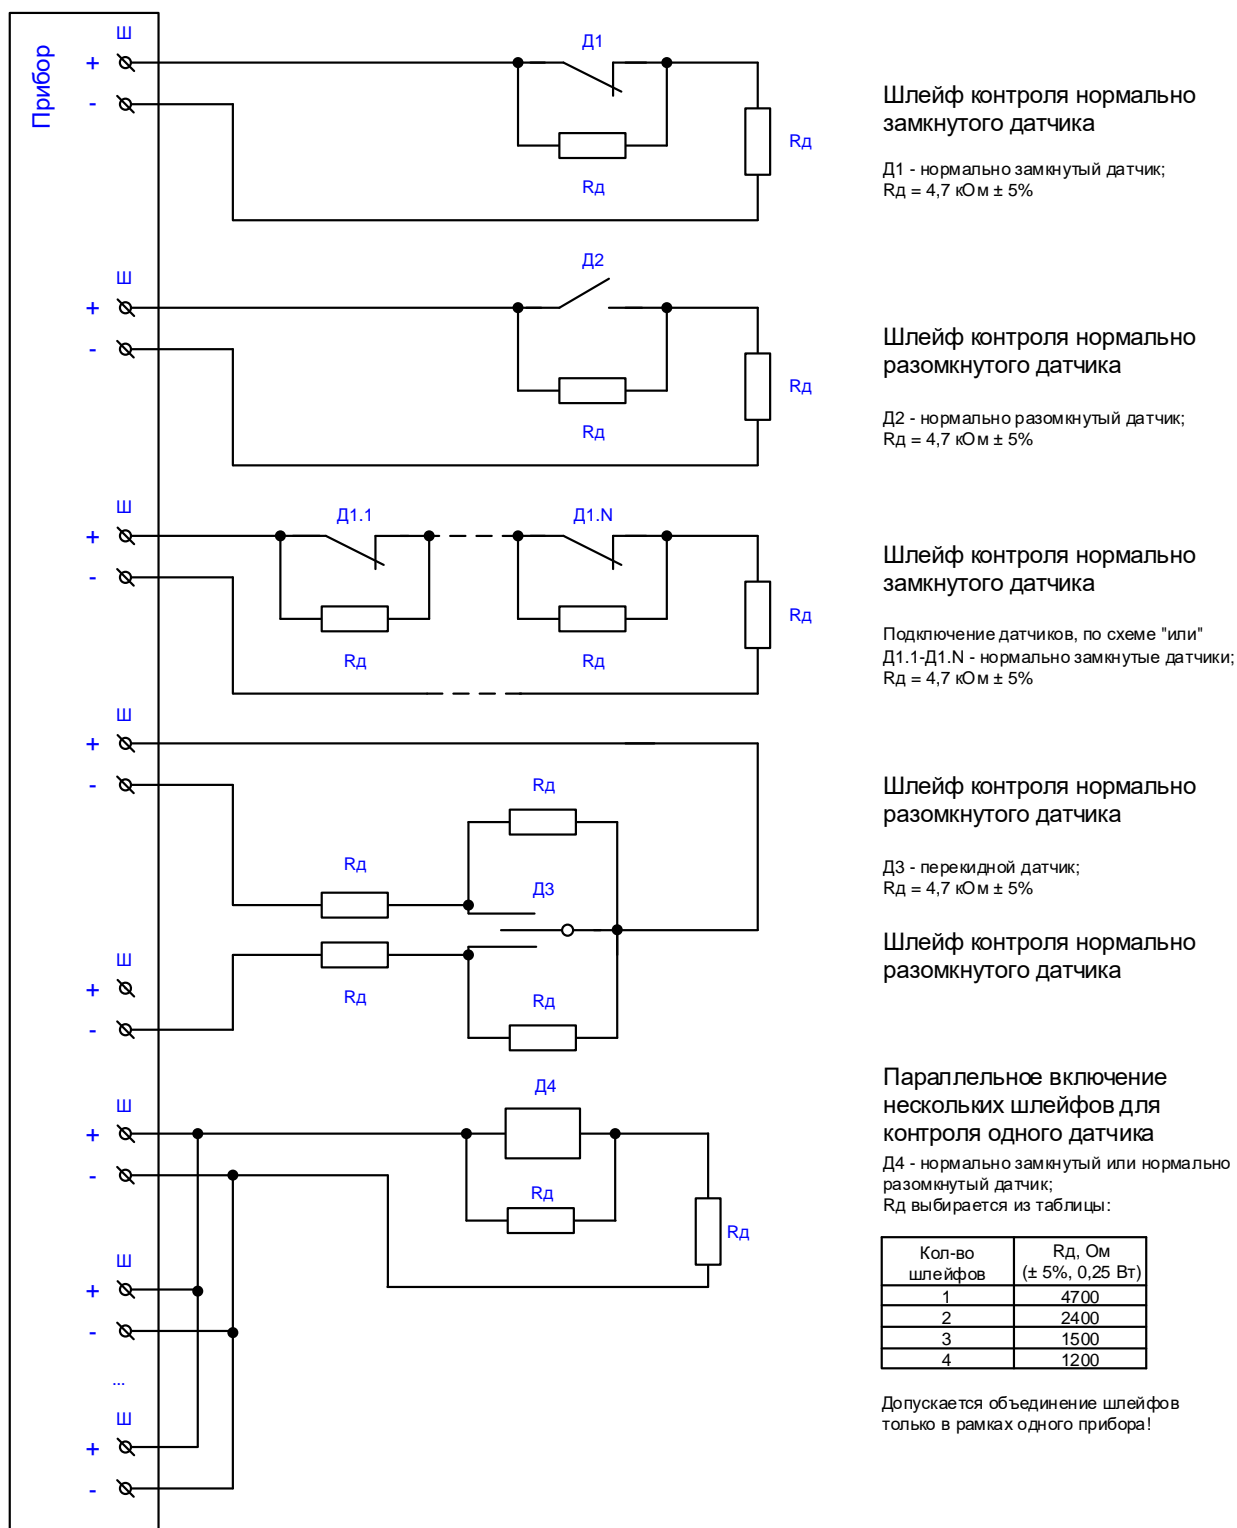 Прибор
Ш
+
-
Д1
Rд
Rд
Шлейф контроля нормально
замкнутого датчика
Д1 - нормально замкнутый датчик;
Rд = 4,7 кОм ± 5%
Ш
+
-
Д2
Rд
Rд
Шлейф контроля нормально
разомкнутого датчика
Д2 - нормально разомкнутый датчик;
Rд = 4,7 кОм ± 5%
Ш
+
-
Д1.1
Д1.N
Rд
Rд
Rд
Шлейф контроля нормально
замкнутого датчика
Подключение датчиков, по схеме "или"
Д1.1-Д1.N - нормально замкнутые датчики;
Rд = 4,7 кОм ± 5%
Ш
+
-
Rд
Rд
Д3
Шлейф контроля нормально
разомкнутого датчика
Д3 - перекидной датчик;
Rд = 4,7 кОм ± 5%
Ш
+
-
Rд
Rд
Шлейф контроля нормально
разомкнутого датчика
Ш
+
-
Д4
Rд
Rд
Параллельное включение
нескольких шлейфов для
контроля одного датчика
Д4 - нормально замкнутый или нормально
разомкнутый датчик;
Rд выбирается из таблицы:
Кол-во шлейфов Rд, Ом (± 5%, 0,25 Вт)
1 4700
2 2400
3 1500
4 1200
Ш
+
-
...
Ш
+
-
Допускается объединение шлейфов
только в рамках одного прибора!